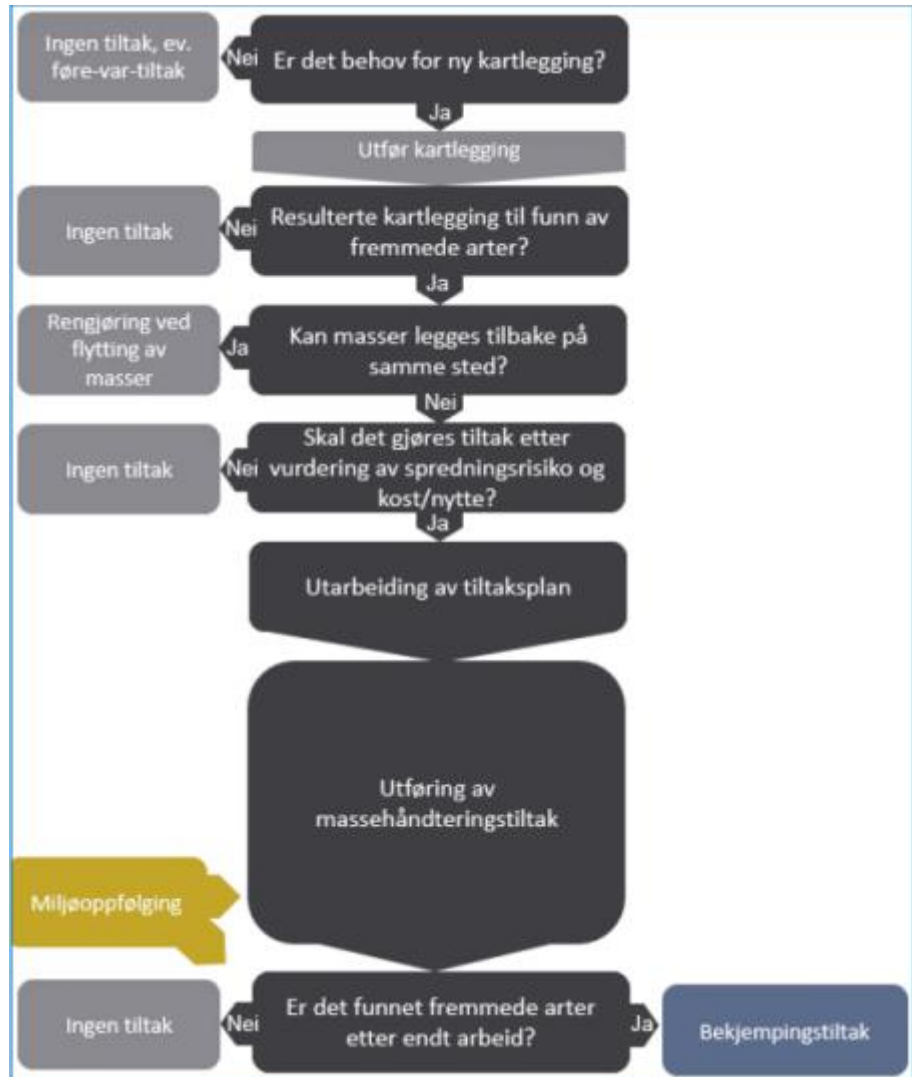 Ingen tiltak, ev.
føre-var-tiltak
Nei
Er det behov for ny kartlegging?
Ja
Utfør kartlegging
Ingen tiltak
Nei
Resulterte kartlegging til funn av
fremmede arter?
Ja
Rengjøring ved
flytting av
masser
Ja
Kan masser legges tilbake på
samme sted?
Nei
Ingen tiltak
Nei
Skal det gjøres tiltak etter
vurdering av spredningsrisiko og
kost/nytte?
Ja
Utarbeiding av tiltaksplan
Utføring av
massehåndteringstiltak
Miljøoppfølging
Ingen tiltak
Nei
Er det funnet fremmede arter
etter endt arbeid?
Ja
Bekjempingstiltak